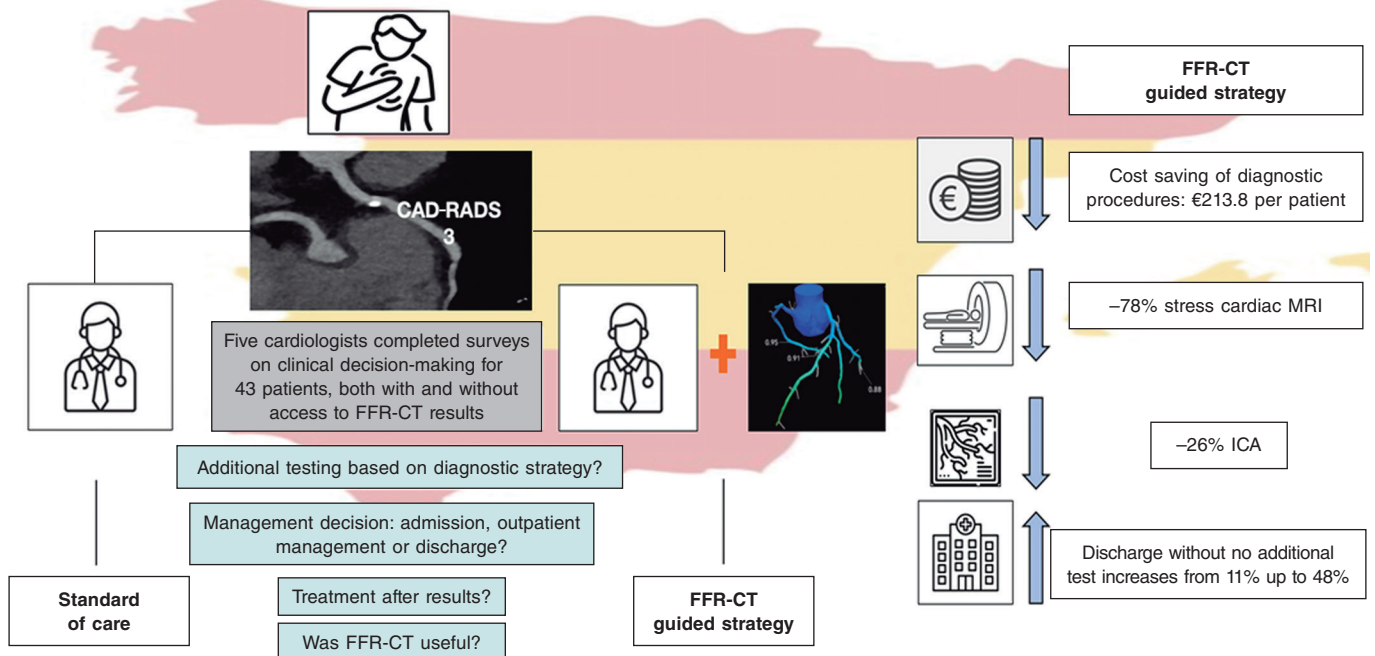 CAD-RADS
3
Five cardiologists completed surveys
on clinical decision-making for
43 patients, both with and without
access to FFR-CT results
0.95
0.91
0.88
Additional testing based on diagnostic strategy?
Management decision: admission, outpatient
management or discharge?
Treatment after results?
Was FFR-CT useful?
Standard
of care
FFR-CT
guided strategy
FFR-CT
guided strategy
€
Cost saving of diagnostic
procedures: €213.8 per patient
–78% stress cardiac MRI
–26% ICA
Discharge without no additional
test increases from 11% up to 48%